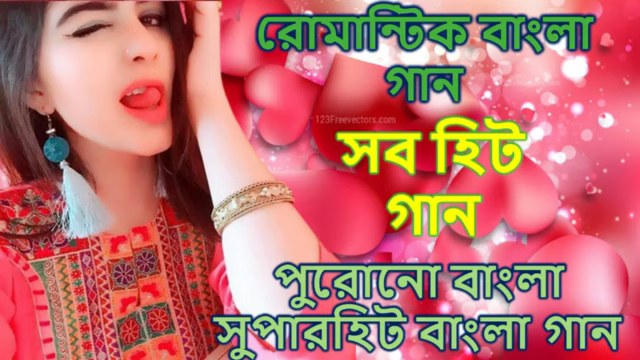 রোমান্টিক বাংলা
গান
123Freevectors.com
সব হিট
গান
পুরোনো বাংলা
সুপারহিট বাংলা গান